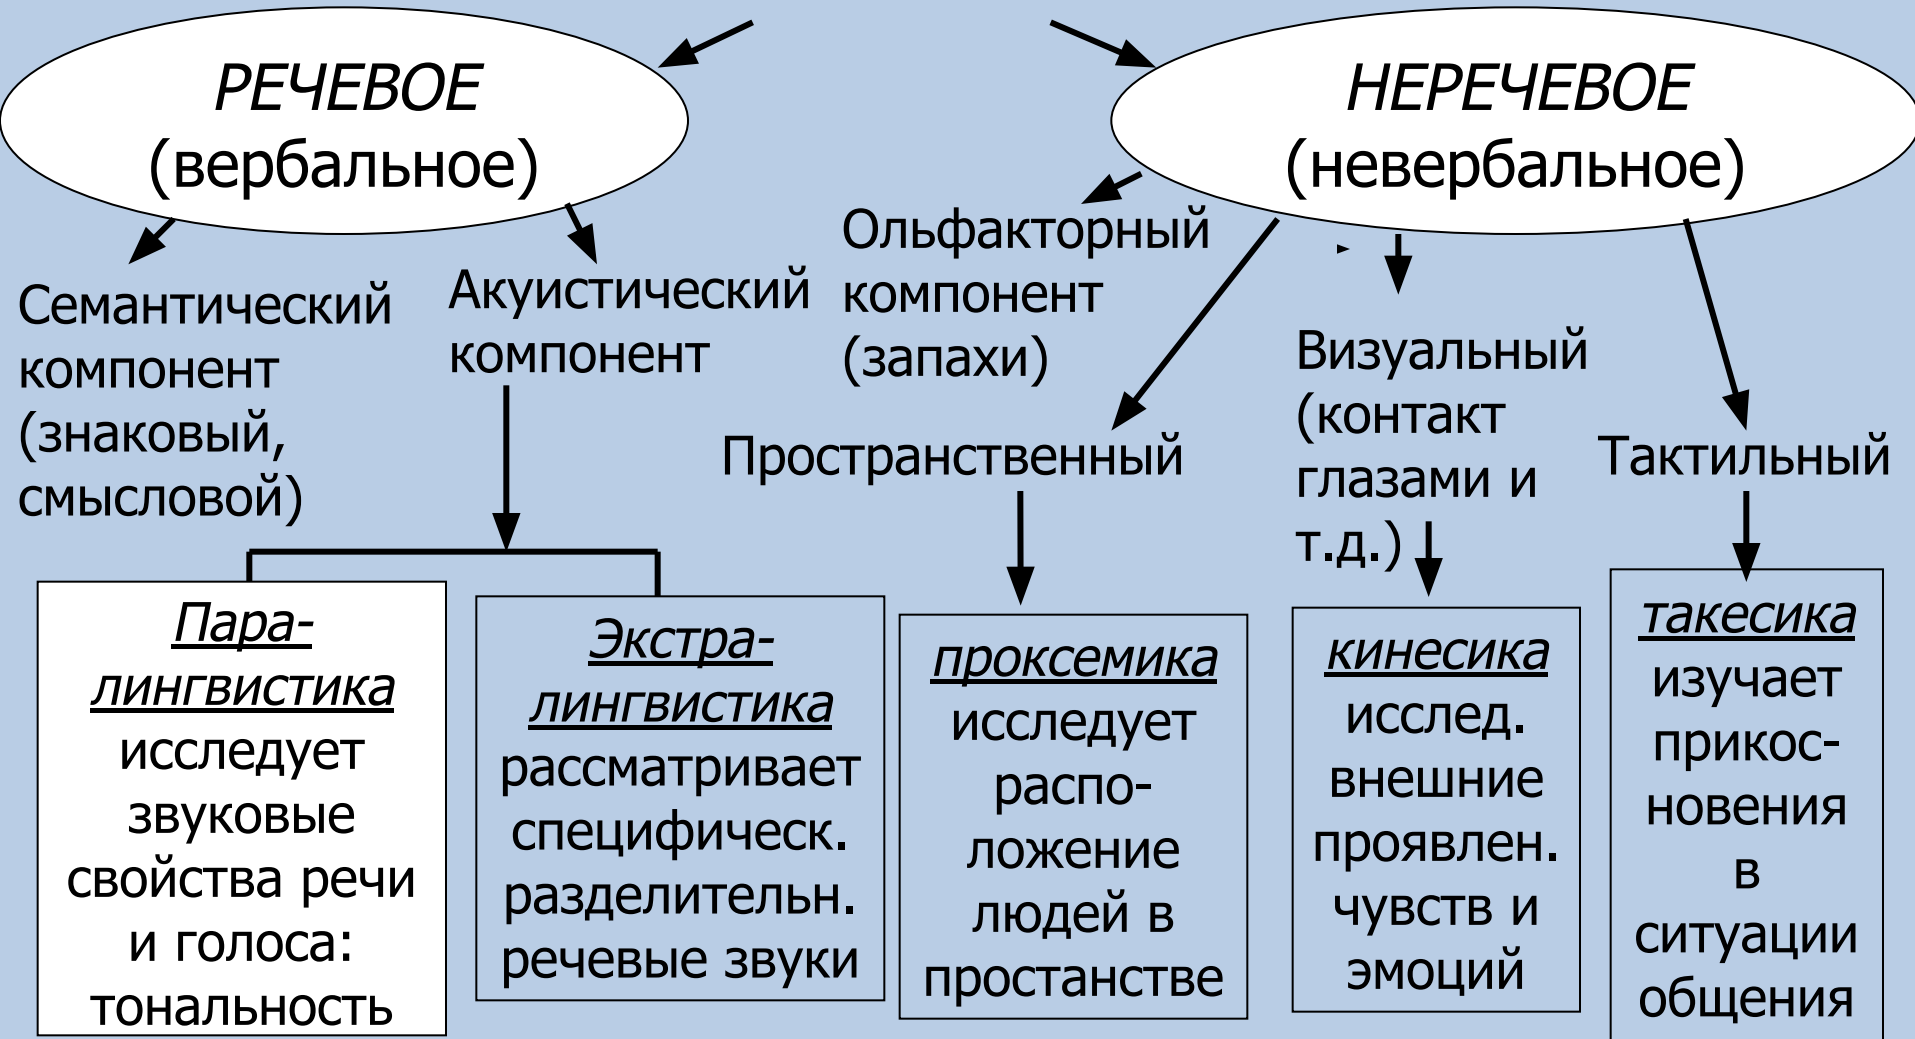 РЕЧЕВОЕ
(вербальное)
НЕРЕЧЕВОЕ
(невербальное)
Семантический
компонент
(знаковый,
смысловой)
Акуистический
компонент
Ольфакторный
компонент
(запахи)
Пространственный
Визуальный
(контакт
глазами и
т.д.)
Тактильный
Пара-
лингвистика
исследует
звуковые
свойства речи
и голоса:
тональность
Экстра-
лингвистика
рассматривает
специфическ.
разделительн.
речевые звуки
проксемика
исследует
распо-
ложение
людей в
простанстве
кинесика
исслед.
внешние
проявлен.
чувств и
эмоций
такесика
изучает
прикос-
новения
в
ситуации
общения